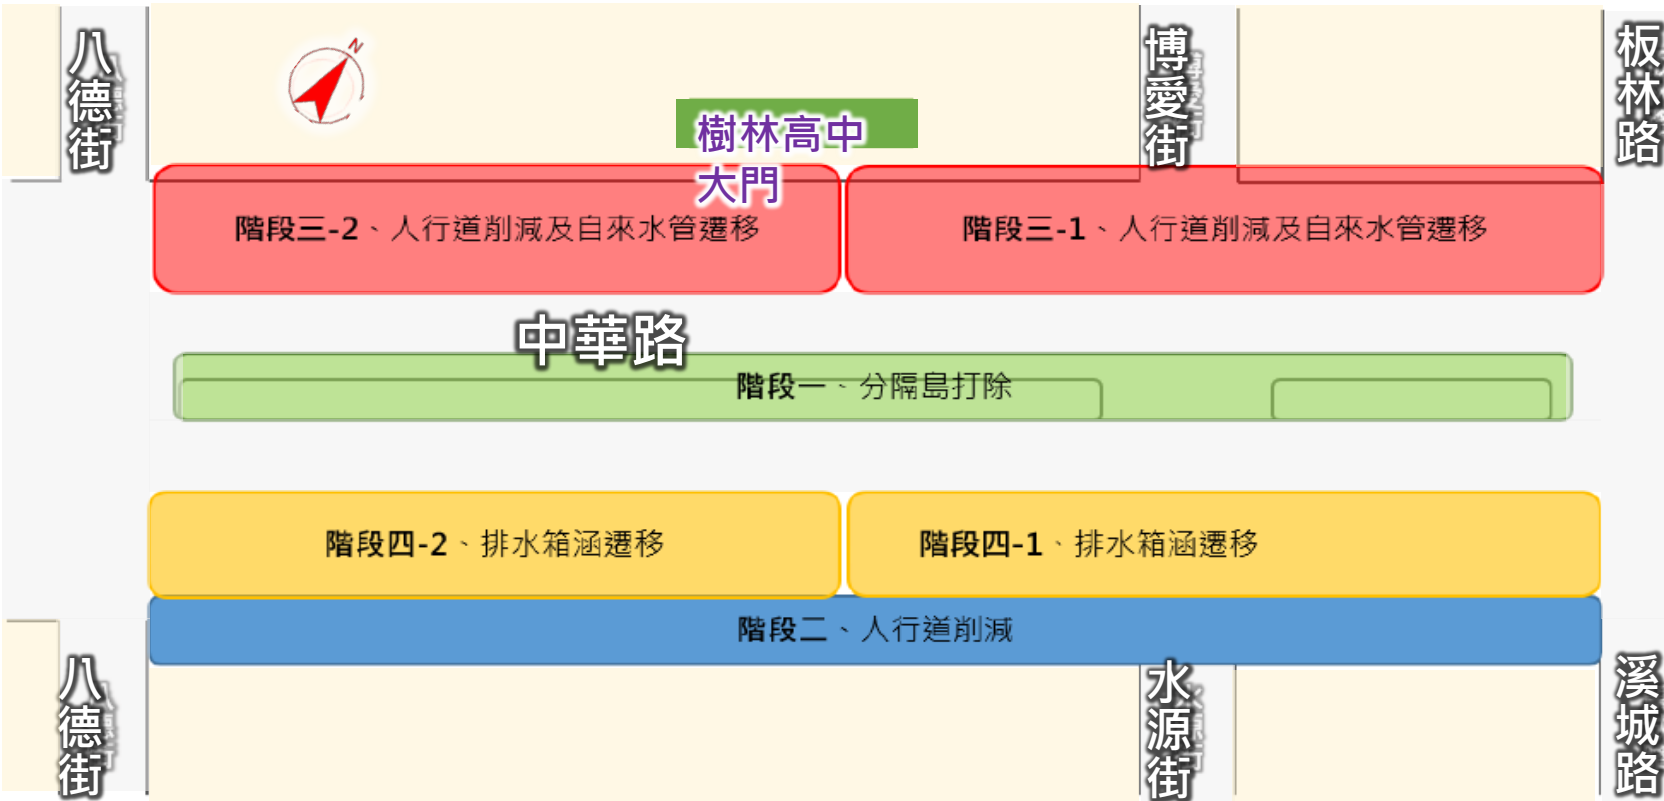 八德街
N
博愛街
板林路
樹林高中
大門
階段三-2、人行道削減及自來水管遷移
階段三-1、人行道削減及自來水管遷移
中華路
階段一、分隔島打除
階段四-2、排水箱涵遷移
階段四-1、排水箱涵遷移
階段二、人行道削減
八德街
水源街
溪城路